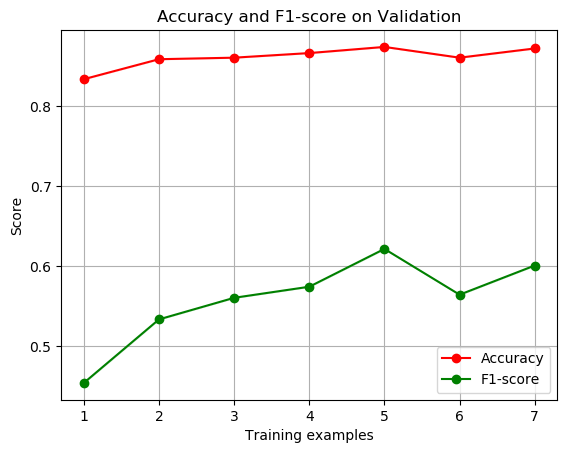 Accuracy and F1-score on Validation
Score
0.8
0.7
0.6
0.5
1 2 3 4 5 6 7
Training examples
Accuracy
F1-score